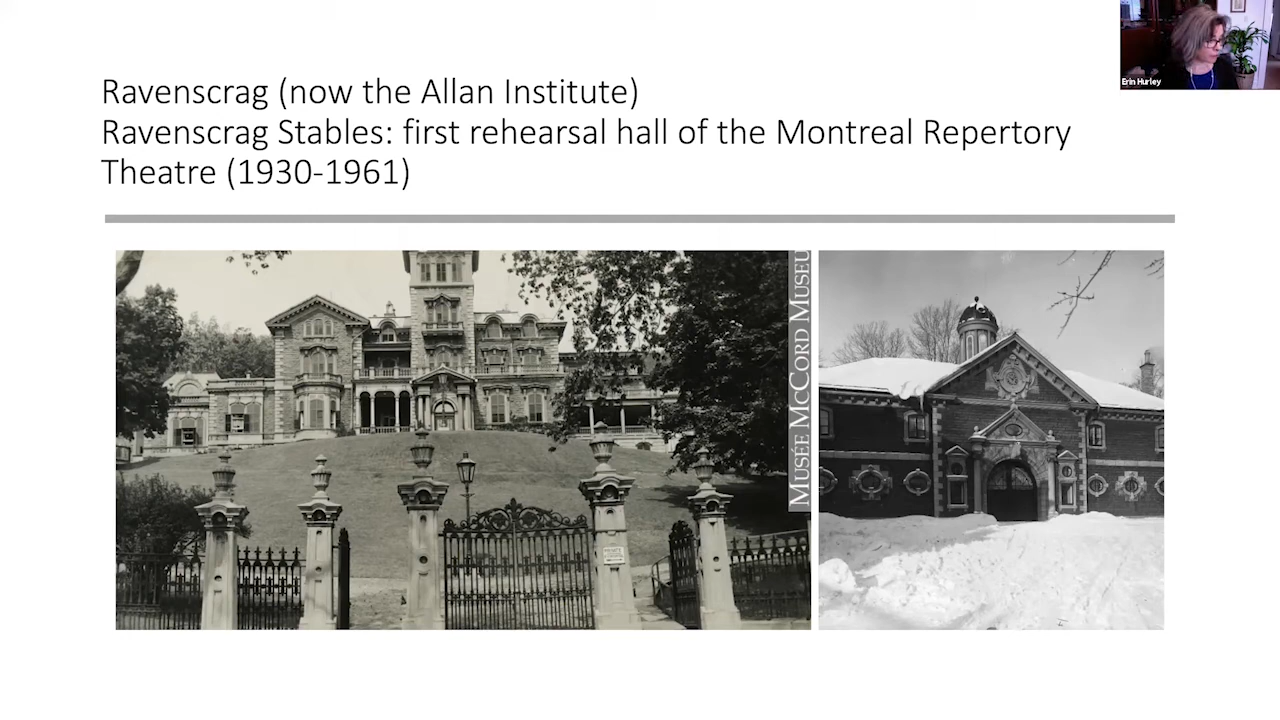 Ravenscrag (now the Allan Institute)
Ravenscrag Stables: first rehearsal hall of the Montreal Repertory
Theatre (1930-1961)
Erin Hurley
MUSÉE MCCORD MUSEU